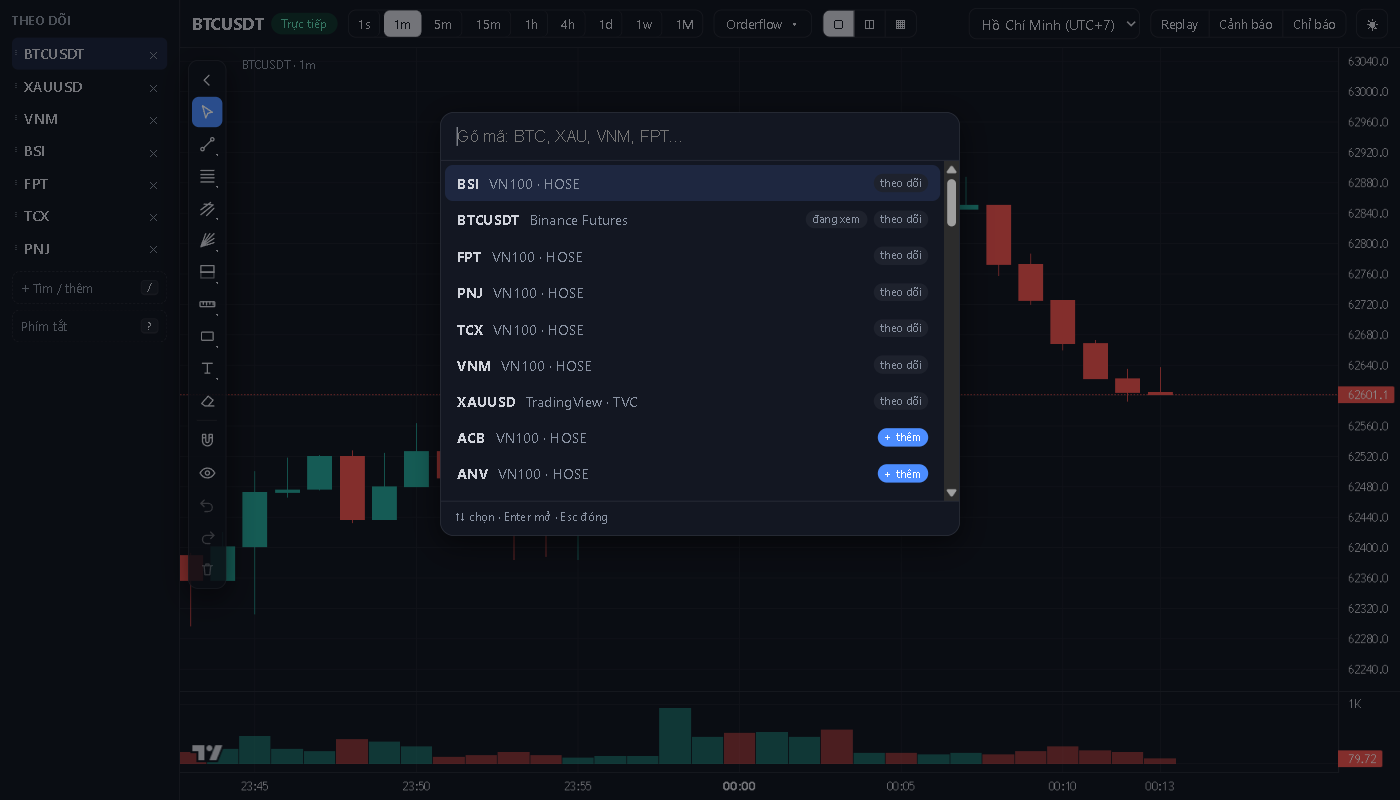 THEO DÕI
BTCUSDT ×
XAUUSD ×
VNM ×
BSI ×
FPT ×
TCX ×
PNJ ×
+ Tìm / thêm /
Phím tắt ?
BTCUSDT Trực tiếp 1s 1m 5m 15m 1h 4h 1d 1w 1M Orderflow Hồ Chí Minh (UTC+7) Replay Cảnh báo Chỉ báo
BTCUSDT · 1m
Gõ mã: BTC, XAU, VNM, FPT...
BSI VN100 · HOSE theo dõi
BTCUSDT Binance Futures đang xem theo dõi
FPT VN100 · HOSE theo dõi
PNJ VN100 · HOSE theo dõi
TCX VN100 · HOSE theo dõi
VNM VN100 · HOSE theo dõi
XAUUSD TradingView · TVC theo dõi
ACB VN100 · HOSE + thêm
ANV VN100 · HOSE + thêm
↑↓ chọn · Enter mở · Esc đóng
63040.0
63000.0
62960.0
62920.0
62880.0
62840.0
62800.0
62760.0
62720.0
62680.0
62640.0
62601.1
62560.0
62520.0
62480.0
62440.0
62400.0
62360.0
62320.0
62280.0
62240.0
1K
79.72
23:45 23:50 23:55 00:00 00:05 00:10 00:13